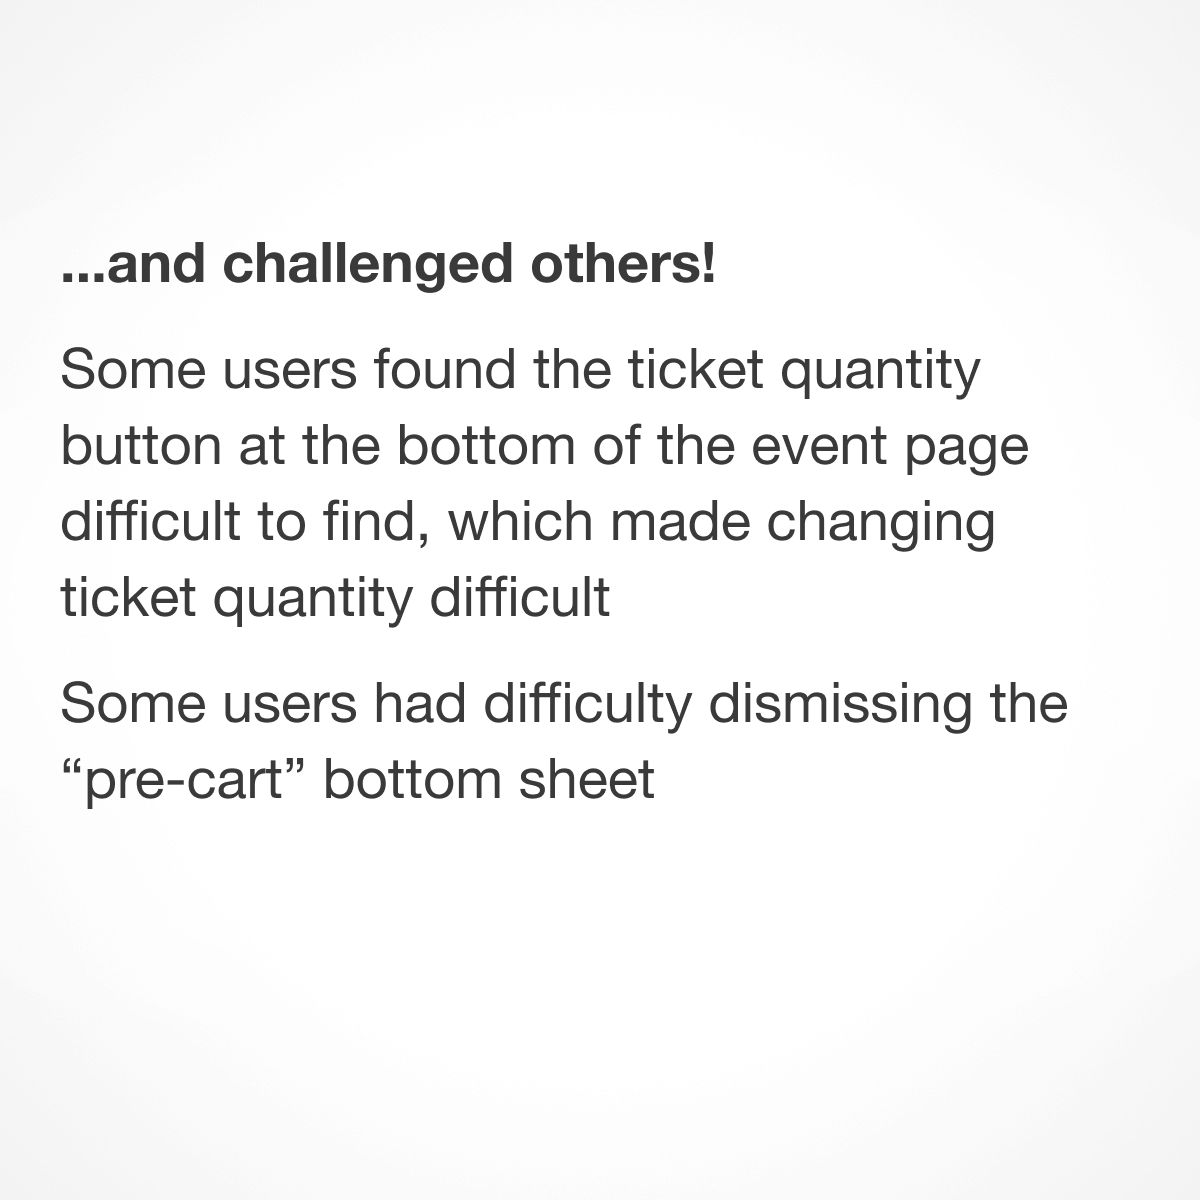 ...and challenged others!
Some users found the ticket quantity
button at the bottom of the event page
difficult to find, which made changing
ticket quantity difficult
Some users had difficulty dismissing the
“pre-cart” bottom sheet